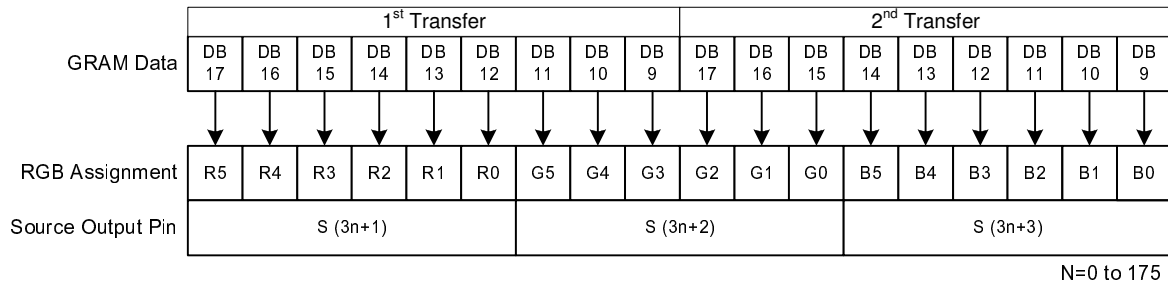 1st Transfer 2nd Transfer
GRAM Data DB 17 DB 16 DB 15 DB 14 DB 13 DB 12 DB 11 DB 10 DB 9 DB 17 DB 16 DB 15 DB 14 DB 13 DB 12 DB 11 DB 10 DB 9
RGB Assignment R5 R4 R3 R2 R1 R0 G5 G4 G3 G2 G1 G0 B5 B4 B3 B2 B1 B0
Source Output Pin S (3n+1) S (3n+2) S (3n+3)
N=0 to 175